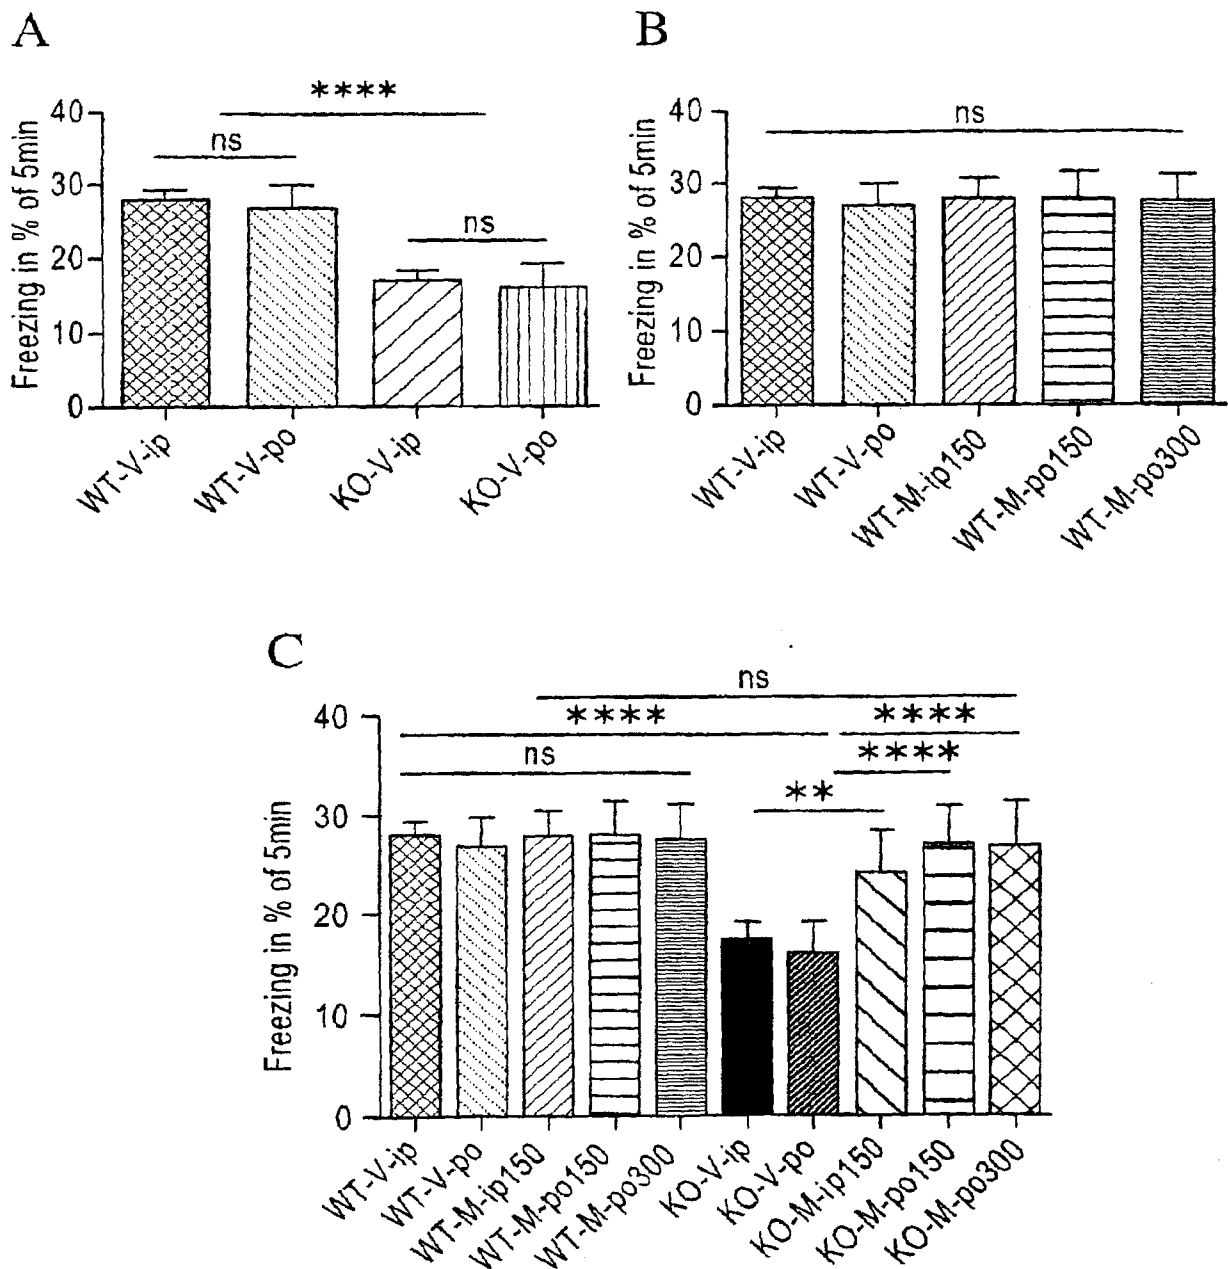 A
****
ns
ns
Freezing in % of 5min
40
30
20
10
0
WT-V-ip
WT-V-po
KO-V-ip
KO-V-po
B
ns
Freezing in % of 5min
40
30
20
10
0
WT-V-ip
WT-V-po
WT-M-ip150
WT-M-po150
WT-M-po300
C
ns
**** ****
ns ****
**
Freezing in % of 5min
40
30
20
10
0
WT-V-ip
WT-V-po
WT-M-ip150
WT-M-po150
WT-M-po300
KO-V-ip
KO-V-po
KO-M-ip150
KO-M-po150
KO-M-po300